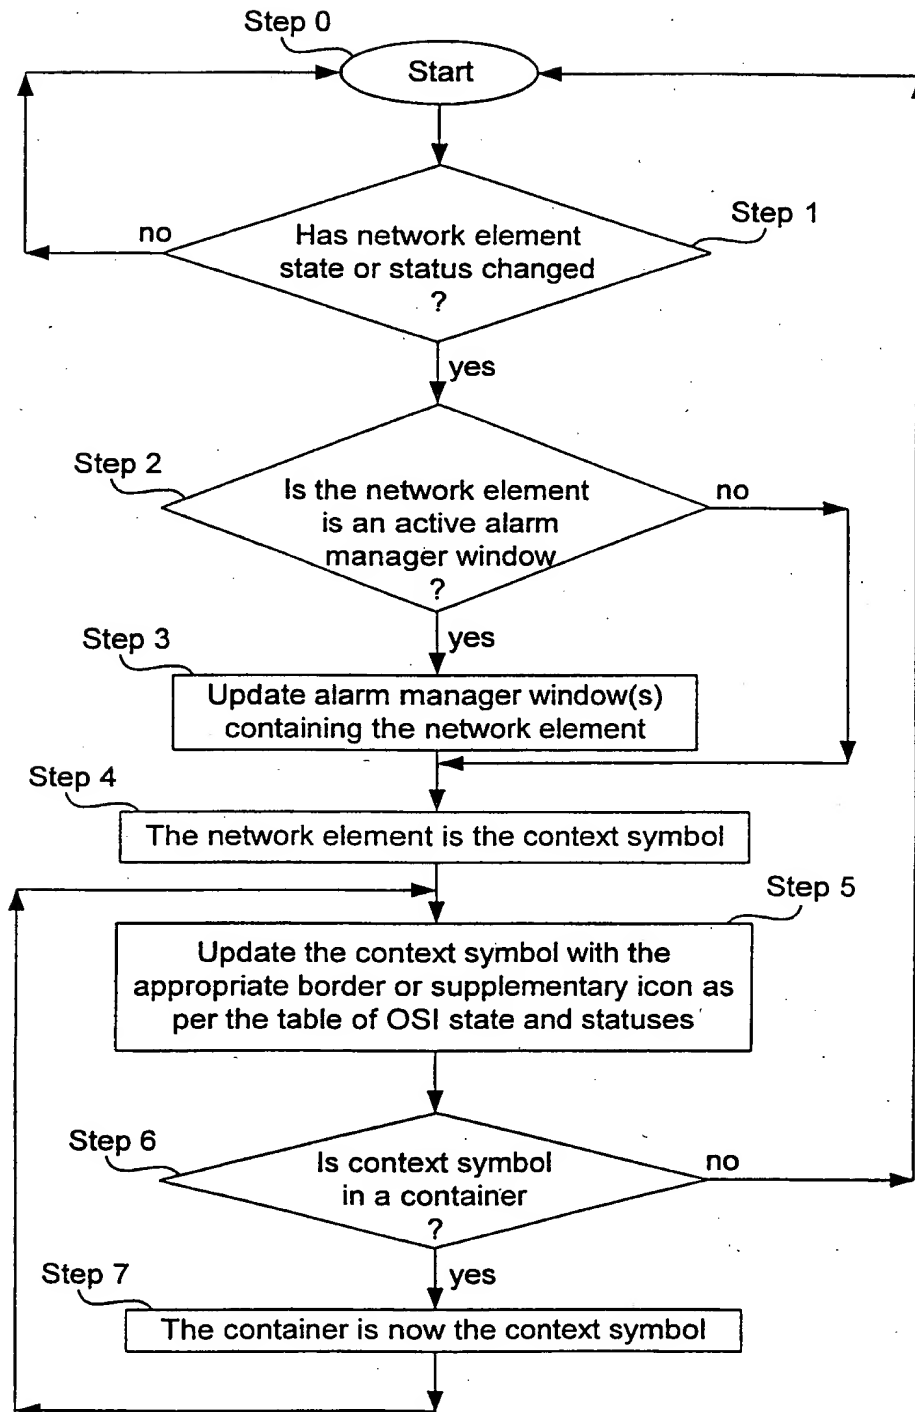 Step 0
Start
Step 1
no
Has network element
state or status changed
?
yes
Step 2
Is the network element
is an active alarm
manager window
?
no
yes
Step 3
Update alarm manager window(s)
containing the network element
Step 4
The network element is the context symbol
Step 5
Update the context symbol with the
appropriate border or supplementary icon as
per the table of OSI state and statuses
Step 6
Is context symbol
in a container
?
no
yes
Step 7
The container is now the context symbol